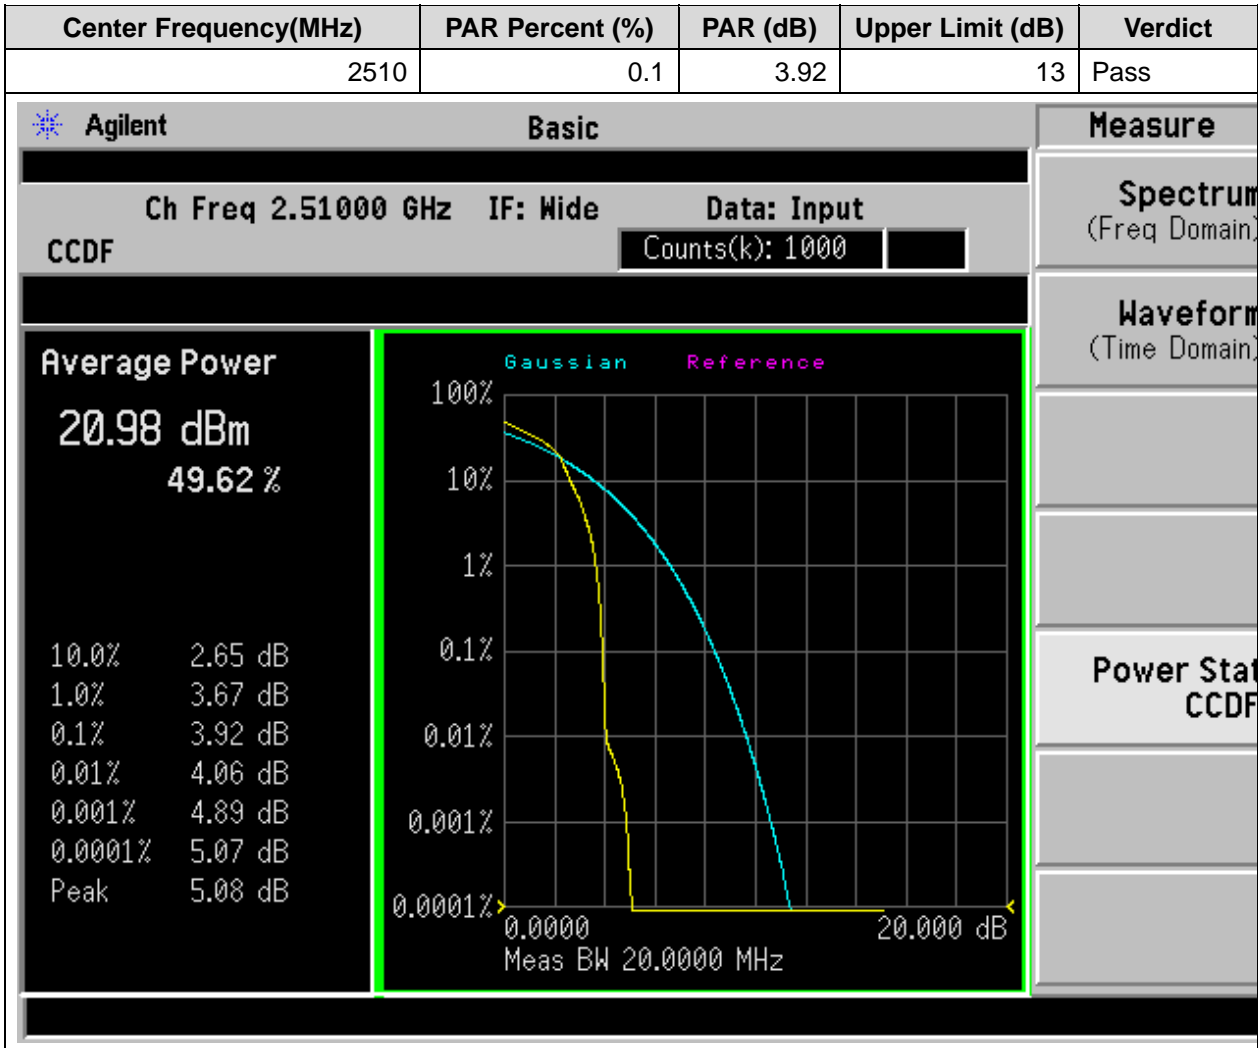 Center Frequency(MHz) PAR Percent (%) PAR (dB) Upper Limit (dB) Verdict
2510 0.1 3.92 13 Pass
Agilent Basic Measure
Ch Freq 2.51000 GHz IF: Wide Data: Input
CCDF Counts(k): 1000
Spectrum
(Freq Domain)
Waveform
(Time Domain)
Power Stat
CCDF
Average Power
20.98 dBm
49.62 %
10.0% 2.65 dB
1.0% 3.67 dB
0.1% 3.92 dB
0.01% 4.06 dB
0.001% 4.89 dB
0.0001% 5.07 dB
Peak 5.08 dB
Gaussian Reference
100%
10%
1%
0.1%
0.01%
0.001%
0.0001%
0.0000 20.000 dB
Meas BW 20.0000 MHz